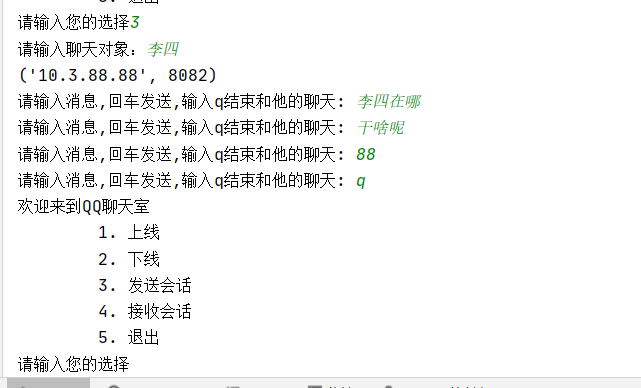 请输入您的选择3
请输入聊天对象：李四
('10.3.88.88', 8082)
请输入消息,回车发送,输入q结束和他的聊天: 李四在哪
请输入消息,回车发送,输入q结束和他的聊天: 干啥呢
请输入消息,回车发送,输入q结束和他的聊天: 88
请输入消息,回车发送,输入q结束和他的聊天: q
欢迎来到QQ聊天室
1. 上线
2. 下线
3. 发送会话
4. 接收会话
5. 退出
请输入您的选择